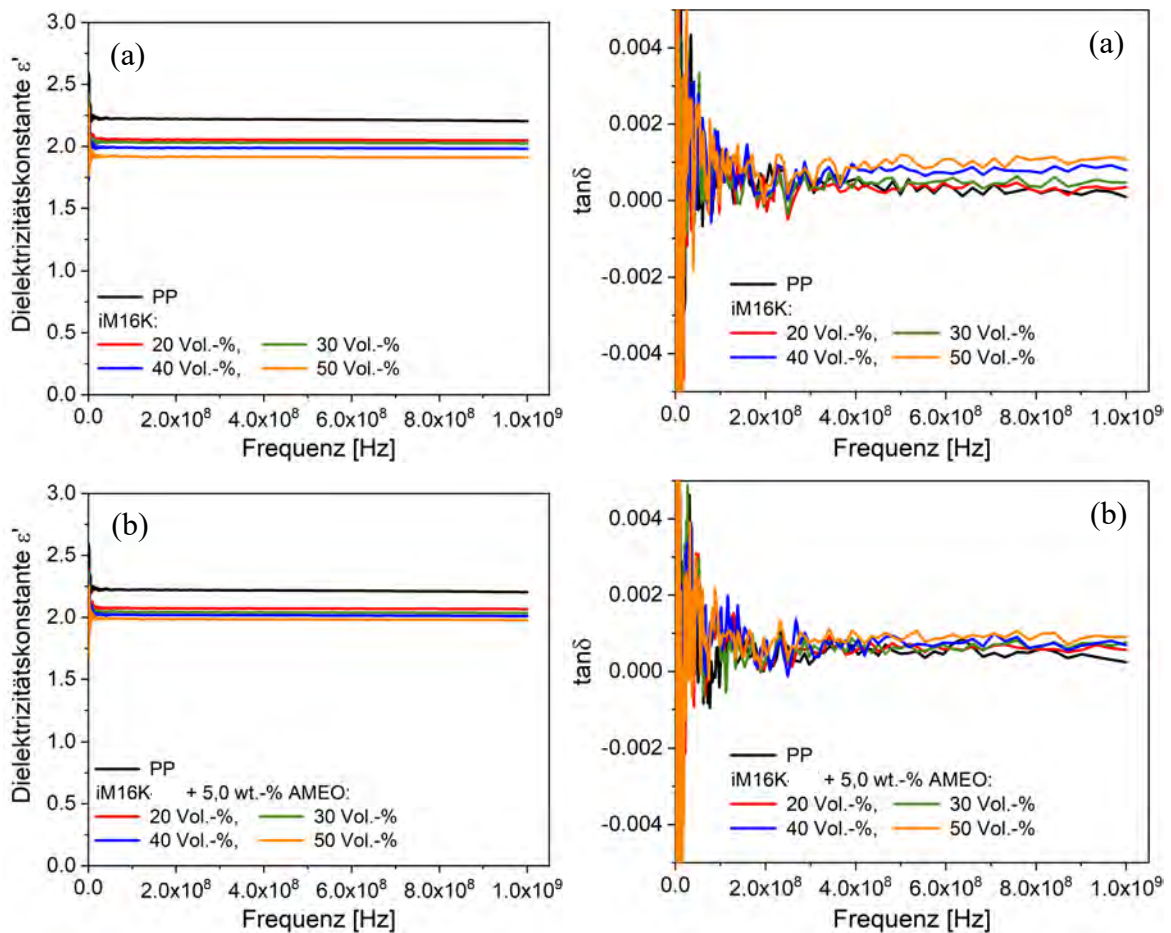 (a)
Dielektrizitätskonstante ε'
3.0
2.5
2.0
1.5
1.0
0.5
0.0
PP
iM16K:
20 Vol.-%, 30 Vol.-%
40 Vol.-%, 50 Vol.-%
0.0 2.0x10⁸ 4.0x10⁸ 6.0x10⁸ 8.0x10⁸ 1.0x10⁹
Frequenz [Hz]
(a)
tanδ
0.004
0.002
0.000
-0.002
-0.004
PP
iM16K:
20 Vol.-%, 30 Vol.-%
40 Vol.-%, 50 Vol.-%
0.0 2.0x10⁸ 4.0x10⁸ 6.0x10⁸ 8.0x10⁸ 1.0x10⁹
Frequenz [Hz]
(b)
Dielektrizitätskonstante ε'
3.0
2.5
2.0
1.5
1.0
0.5
0.0
PP
iM16K + 5,0 wt.-% AMEO:
20 Vol.-%, 30 Vol.-%
40 Vol.-%, 50 Vol.-%
0.0 2.0x10⁸ 4.0x10⁸ 6.0x10⁸ 8.0x10⁸ 1.0x10⁹
Frequenz [Hz]
(b)
tanδ
0.004
0.002
0.000
-0.002
-0.004
PP
iM16K + 5,0 wt.-% AMEO:
20 Vol.-%, 30 Vol.-%
40 Vol.-%, 50 Vol.-%
0.0 2.0x10⁸ 4.0x10⁸ 6.0x10⁸ 8.0x10⁸ 1.0x10⁹
Frequenz [Hz]